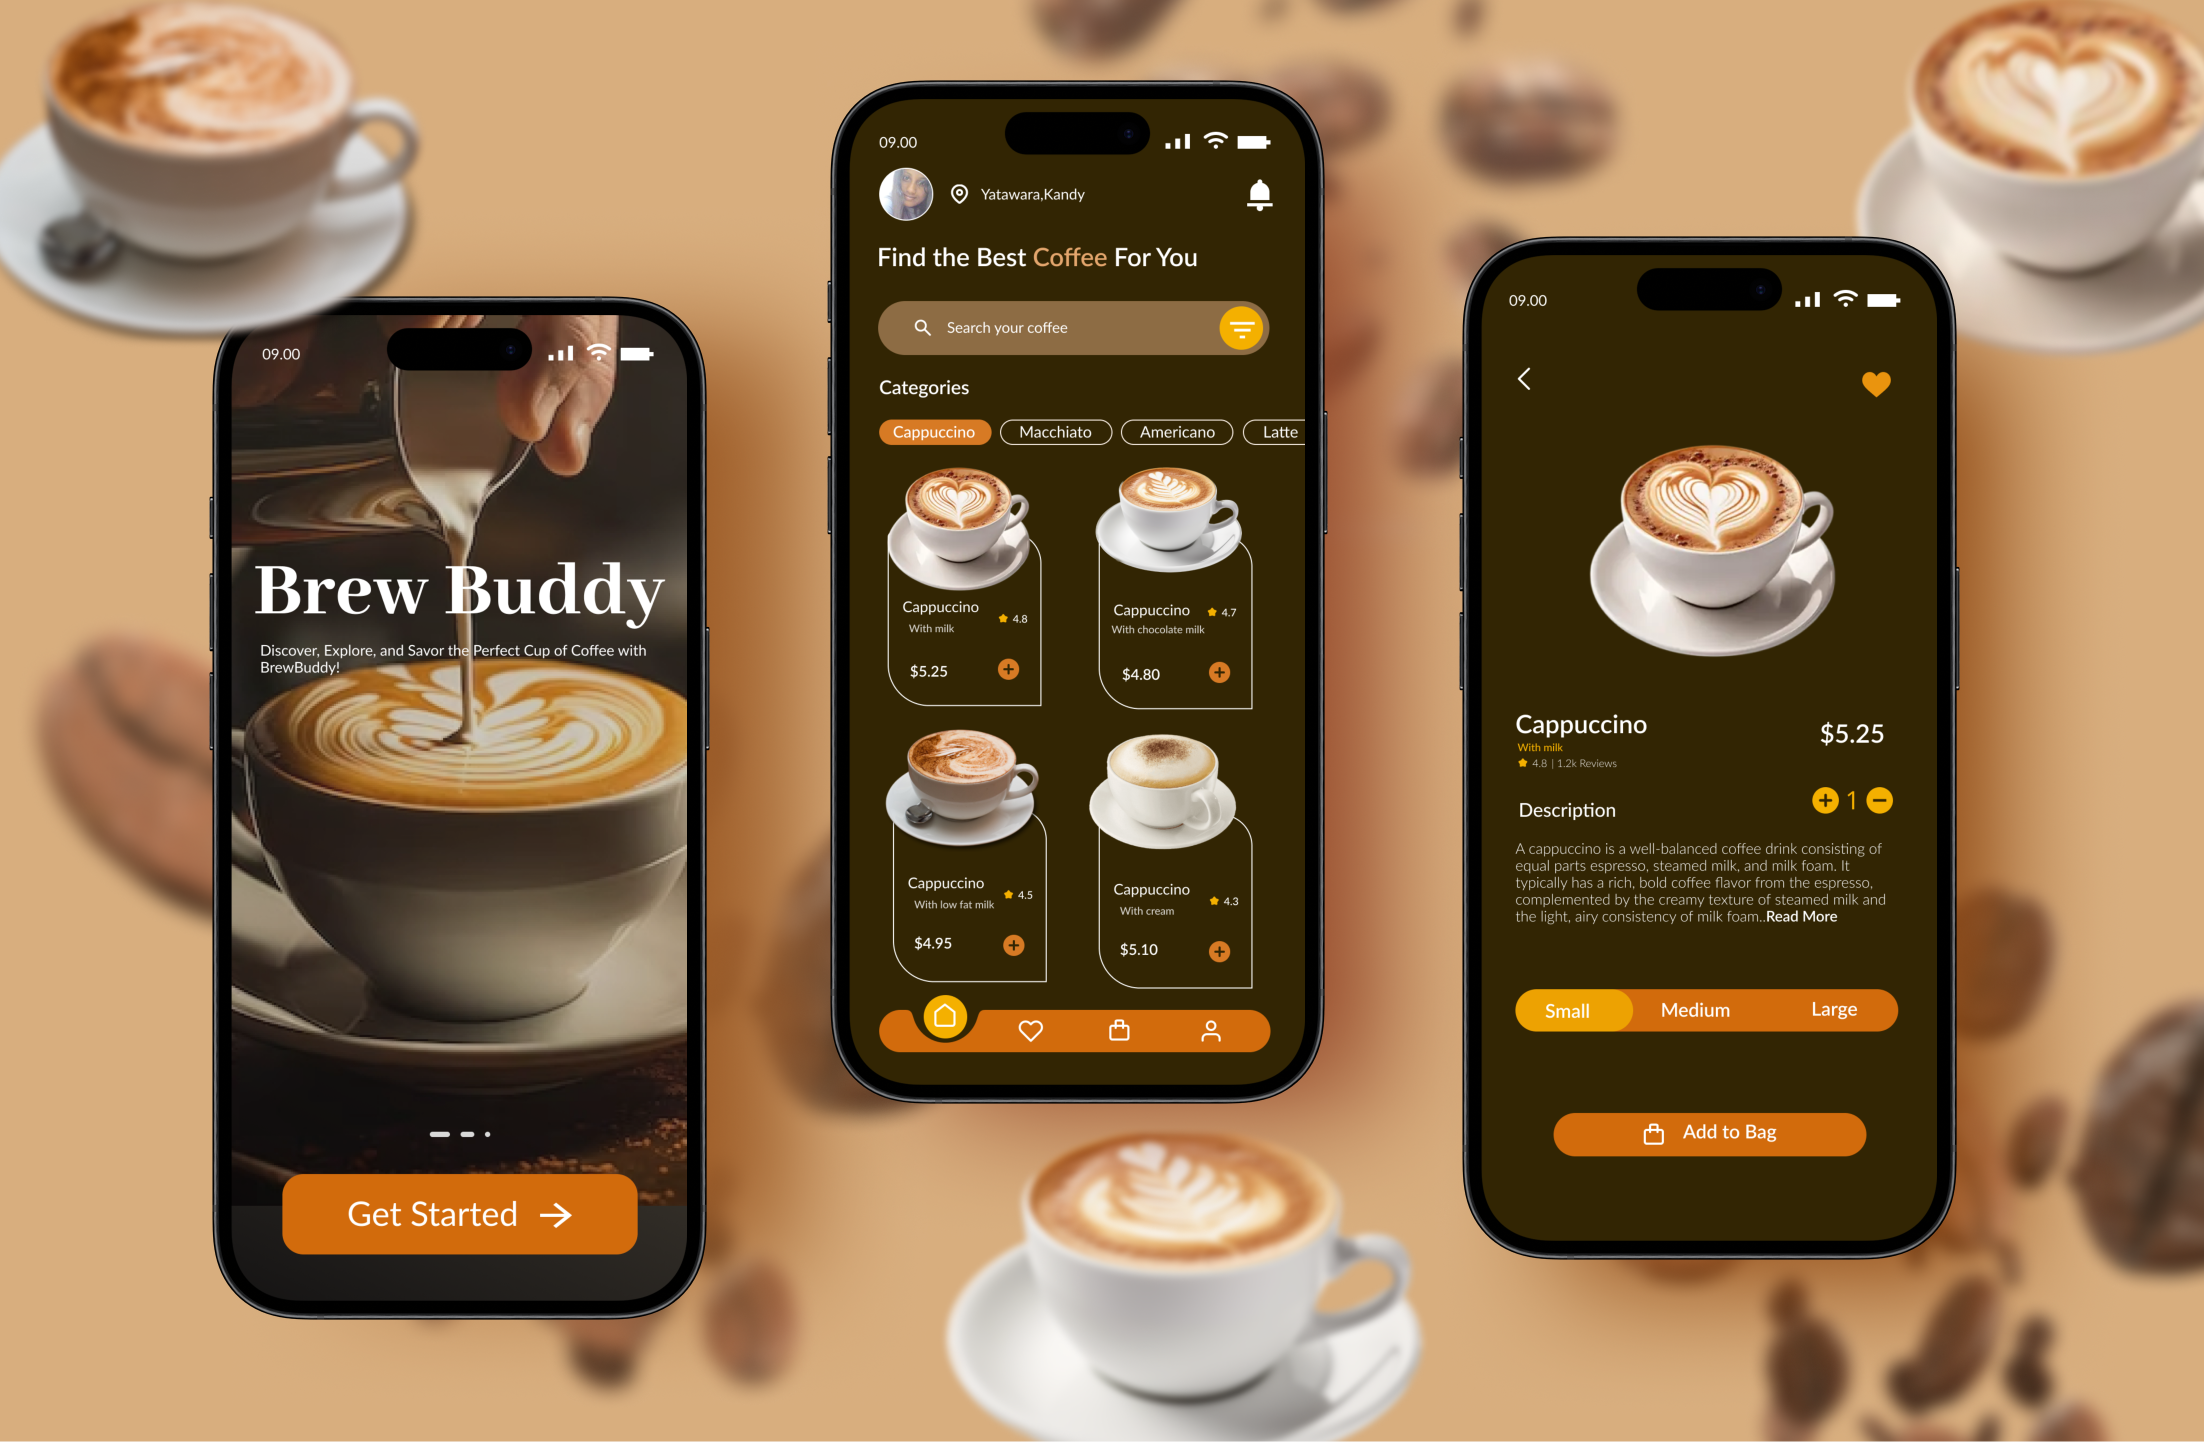 09.00
Brew Buddy
Discover, Explore, and Savor the Perfect Cup of Coffee with
BrewBuddy!
Get Started
09.00
Yatawara,Kandy
Find the Best Coffee For You
Search your coffee
Categories
Cappuccino
Macchiato
Americano
Latte
Cappuccino
With milk
4.8
$5.25
Cappuccino
With chocolate milk
4.7
$4.80
Cappuccino
With low fat milk
4.5
$4.95
Cappuccino
With cream
4.3
$5.10
09.00
Cappuccino
With milk
4.8 | 1.2k Reviews
$5.25
1
Description
A cappuccino is a well-balanced coffee drink consisting of
equal parts espresso, steamed milk, and milk foam. It
typically has a rich, bold coffee flavor from the espresso,
complemented by the creamy texture of steamed milk and
the light, airy consistency of milk foam..Read More
Small
Medium
Large
Add to Bag